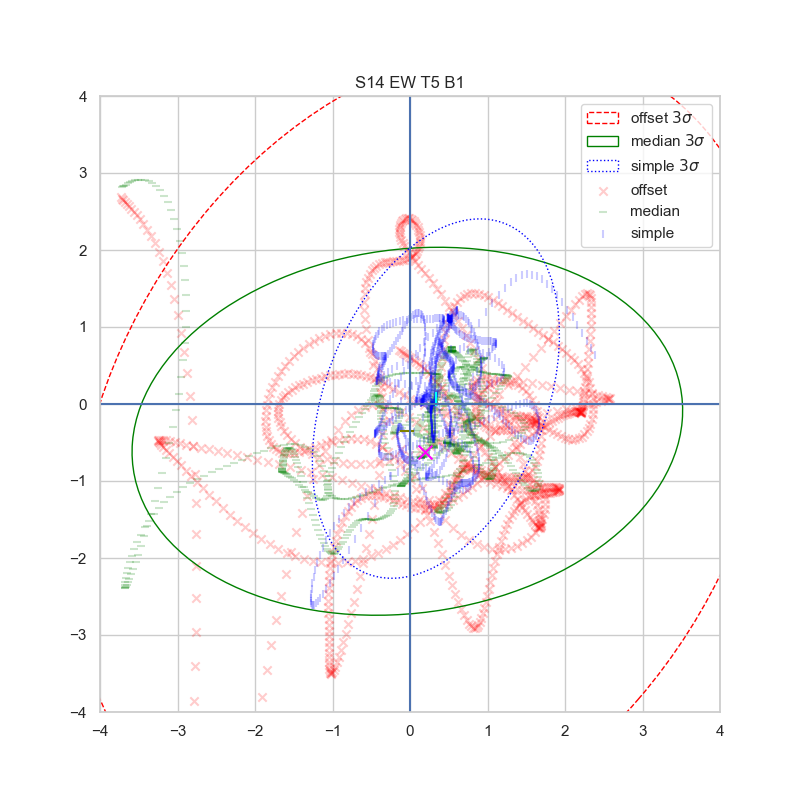 S14 EW T5 B1
offset 3σ
median 3σ
simple 3σ
offset
median
simple
4
3
2
1
0
−1
−2
−3
−4
−4 −3 −2 −1 0 1 2 3 4